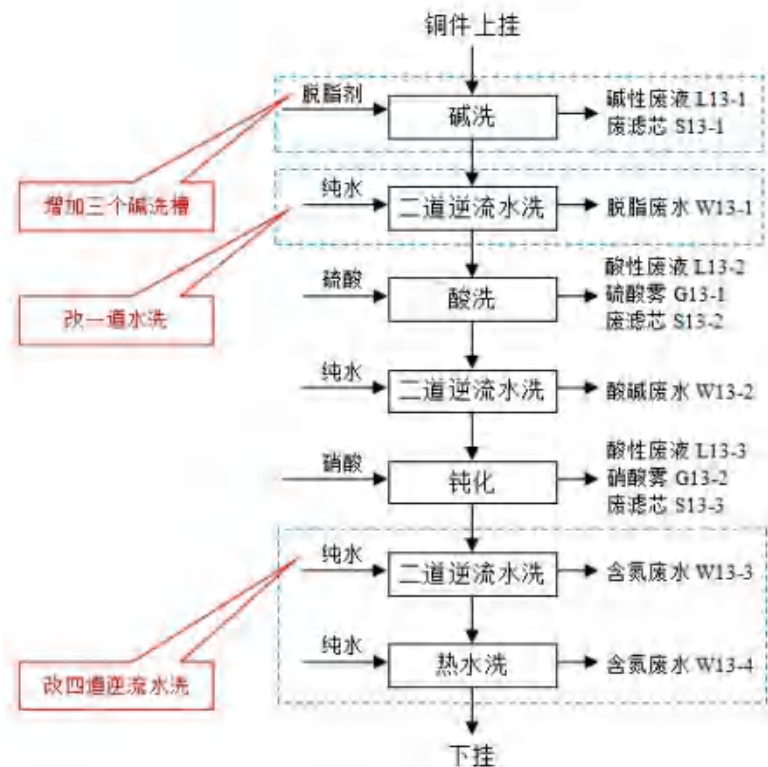 铜件上挂
脱脂剂
碱洗
碱性废液 L13-1
废滤芯 S13-1
增加三个碱洗槽
纯水
二道逆流水洗
脱脂废水 W13-1
改一道水洗
硫酸
酸洗
酸性废液 L13-2
硫酸雾 G13-1
废滤芯 S13-2
纯水
二道逆流水洗
酸碱废水 W13-2
硝酸
钝化
酸性废液 L13-3
硝酸雾 G13-2
废滤芯 S13-3
纯水
二道逆流水洗
含氮废水 W13-3
纯水
热水洗
含氮废水 W13-4
改四道逆流水洗
下挂